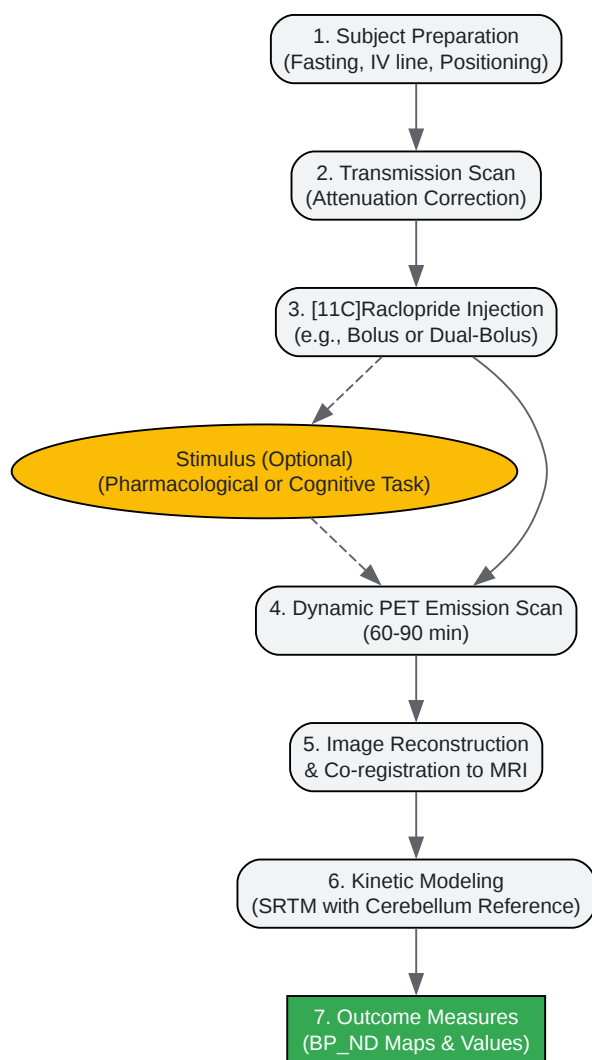 1. Subject Preparation
(Fasting, IV line, Positioning)
2. Transmission Scan
(Attenuation Correction)
3. [11C]Raclopride Injection
(e.g., Bolus or Dual-Bolus)
Stimulus (Optional)
(Pharmacological or Cognitive Task)
4. Dynamic PET Emission Scan
(60-90 min)
5. Image Reconstruction
& Co-registration to MRI
6. Kinetic Modeling
(SRTM with Cerebellum Reference)
7. Outcome Measures
(BP_ND Maps & Values)